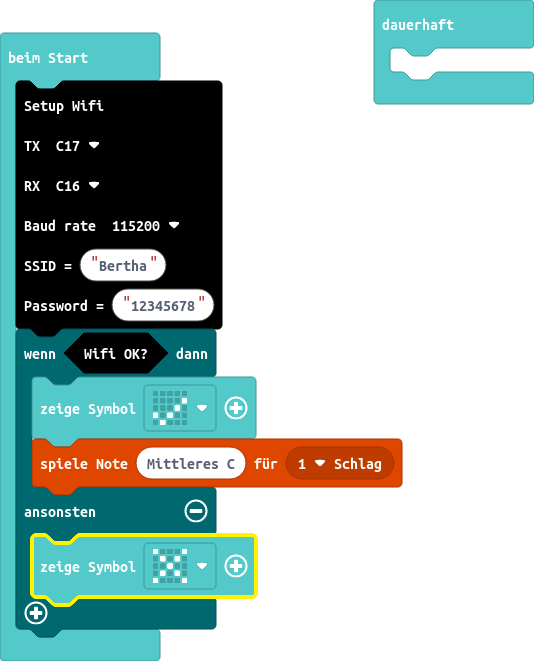 dauerhaft
beim Start
Setup Wifi
TX C17
RX C16
Baud rate 115200
SSID = "Bertha"
Password = "12345678"
wenn Wifi OK? dann
zeige Symbol
spiele Note Mittleres C für 1 Schlag
ansonsten
zeige Symbol